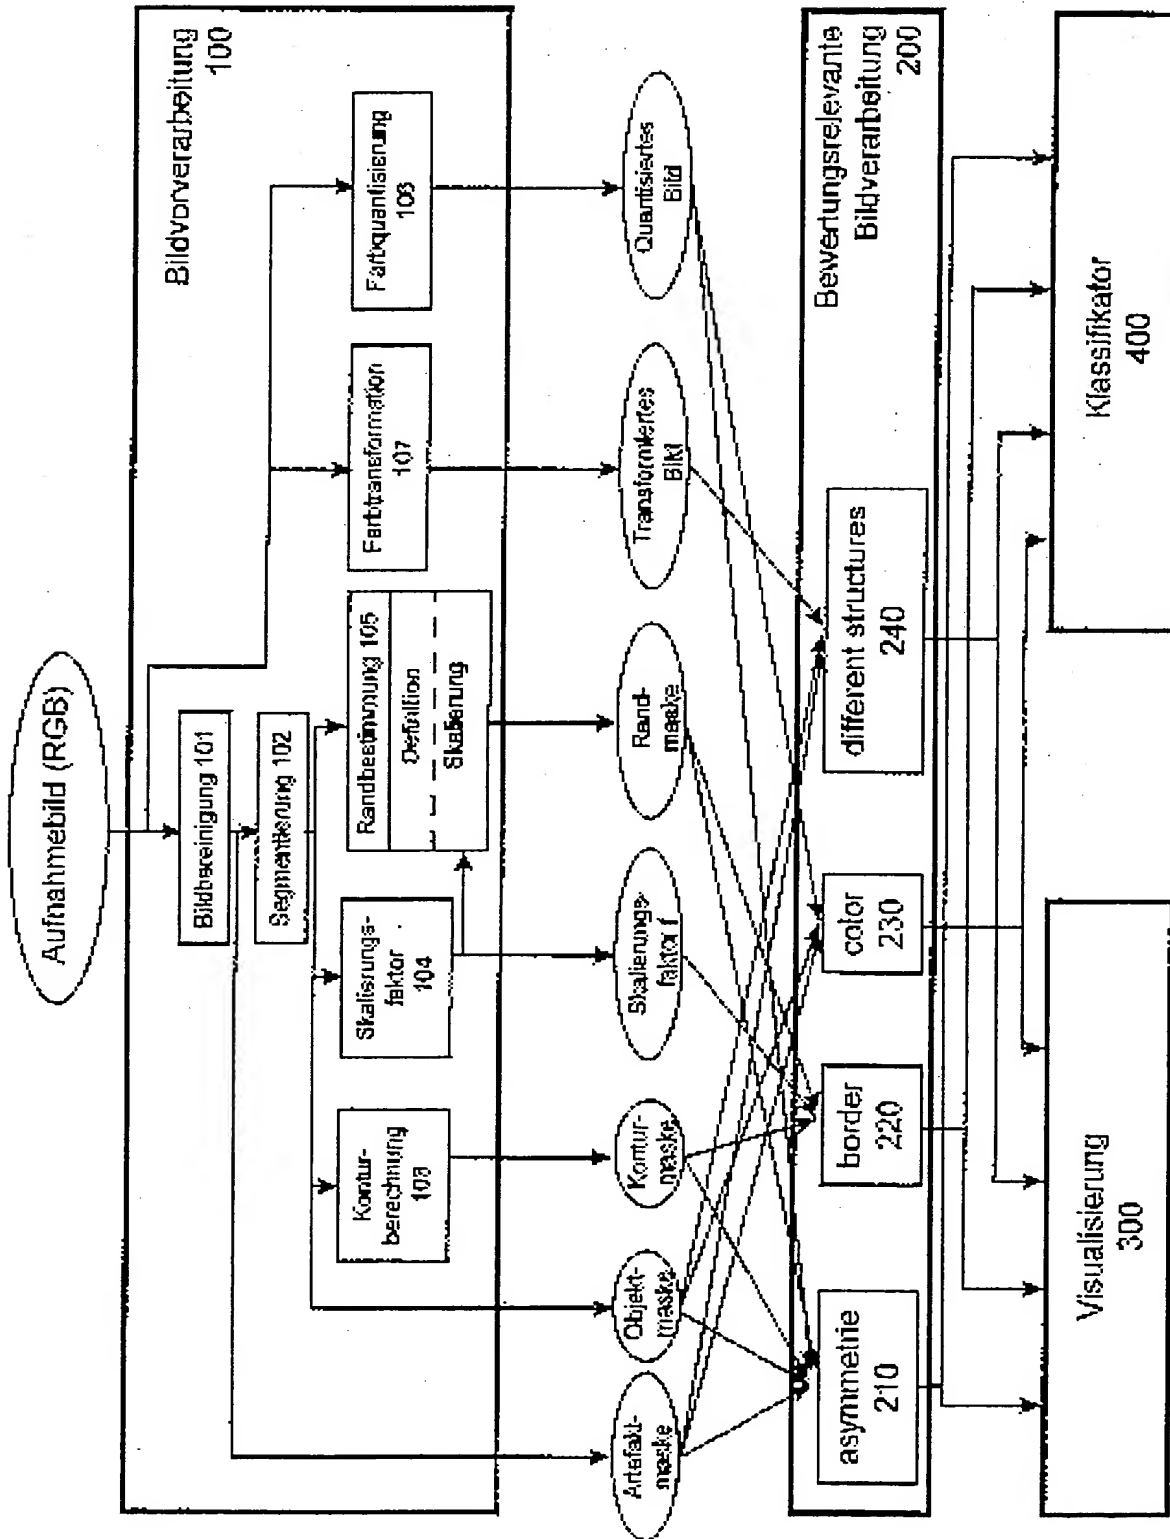 Aufnahmebild (RGB)
Bildvorverarbeitung
100
Bildbereinigung 101
Segmentierung 102
Kontur-
berechnung
103
Skalierungs-
faktor
104
Randbestimmung 105
Definition
Skalierung
Farbtransformation
107
Farbquantisierung
106
Artefakt-
maske
Objekt-
maske
Kontur-
maske
Skalierungs-
faktor f
Rand-
maske
Transformiertes
Bild
Quantisiertes
Bild
Bewertungsrelevante
Bildverarbeitung
200
asymmetrie
210
border
220
color
230
different structures
240
Visualisierung
300
Klassifikator
400